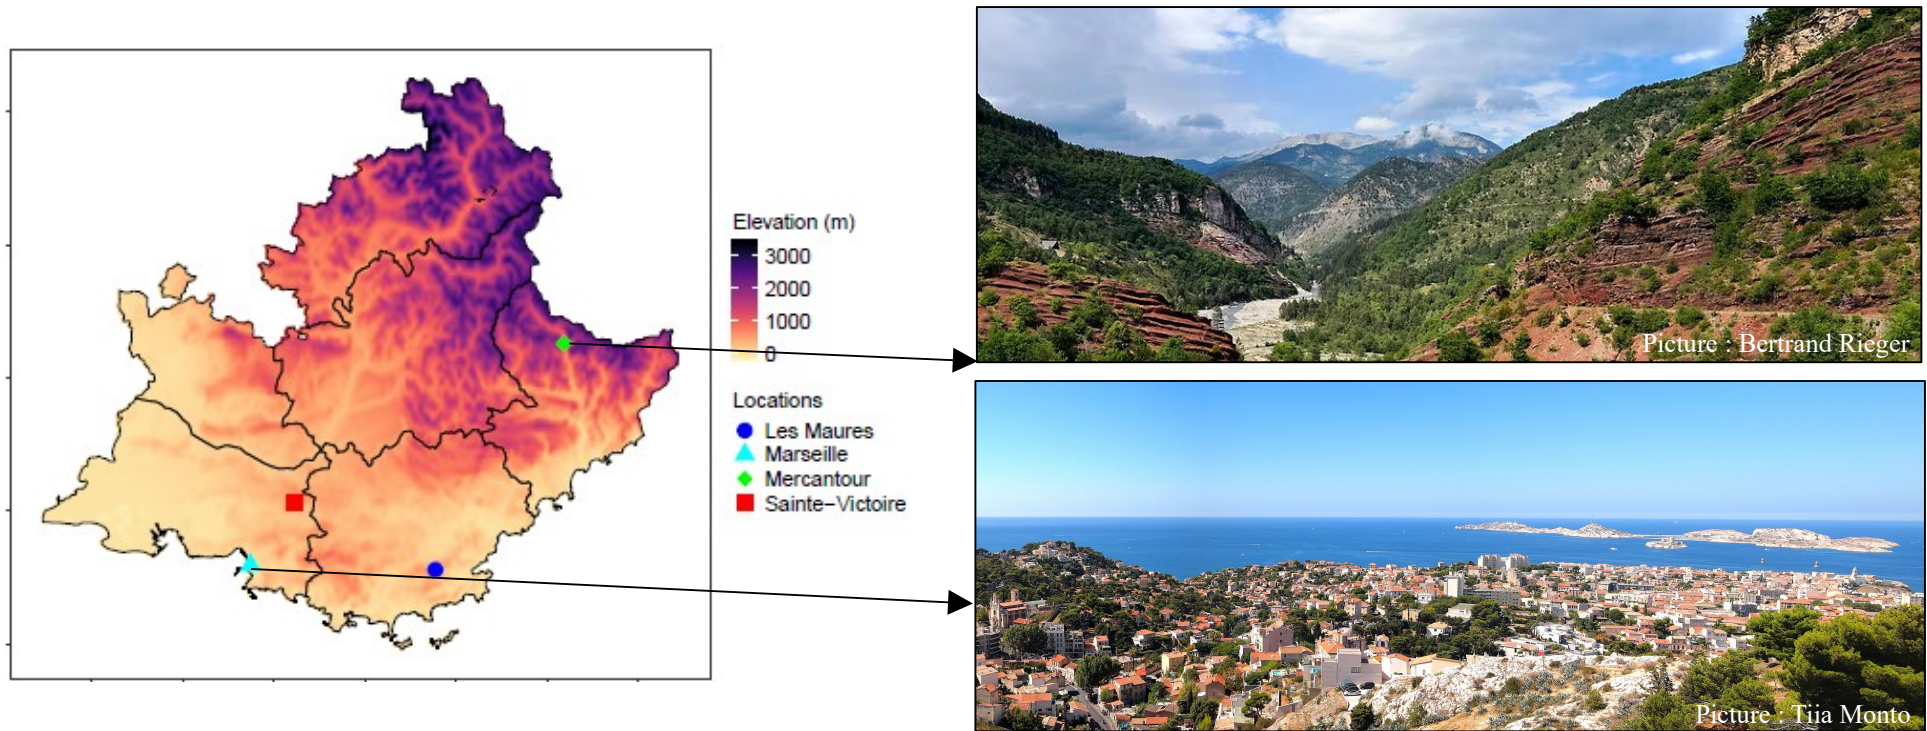 Elevation (m)
3000
2000
1000
0
Locations
Les Maures
Marseille
Mercantour
Sainte−Victoire
Picture : Bertrand Rieger
Picture : Tiia Monto